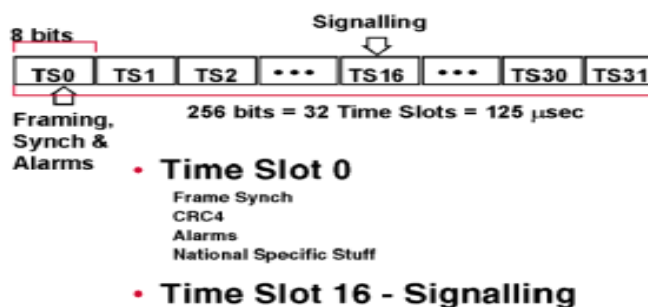 Signalling
8 bits
TS0 TS1 TS2 ••• TS16 ••• TS30 TS31
256 bits = 32 Time Slots = 125 μsec
Framing,
Synch &
Alarms
• Time Slot 0
Frame Synch
CRC4
Alarms
National Specific Stuff
• Time Slot 16 - Signalling